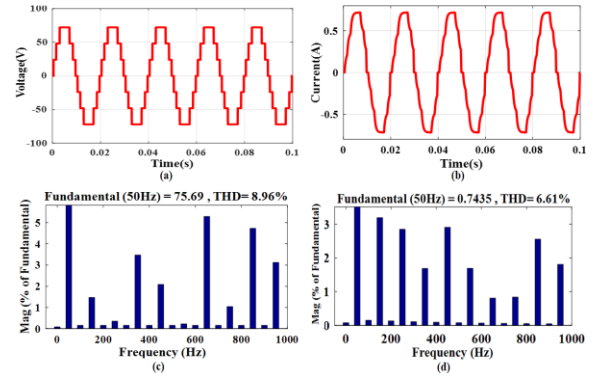 100
50
0
-50
-100
Voltage(V)
0 0.02 0.04 0.06 0.08 0.1
Time(s)
(a)
0.5
0
-0.5
Current(A)
0 0.02 0.04 0.06 0.08 0.1
Time(s)
(b)
Fundamental (50Hz) = 75.69 , THD= 8.96%
5
4
3
2
1
0
Mag (% of Fundamental)
0 200 400 600 800 1000
Frequency (Hz)
(c)
Fundamental (50Hz) = 0.7435 , THD= 6.61%
3
2
1
0
Mag (% of Fundamental)
0 200 400 600 800 1000
Frequency (Hz)
(d)